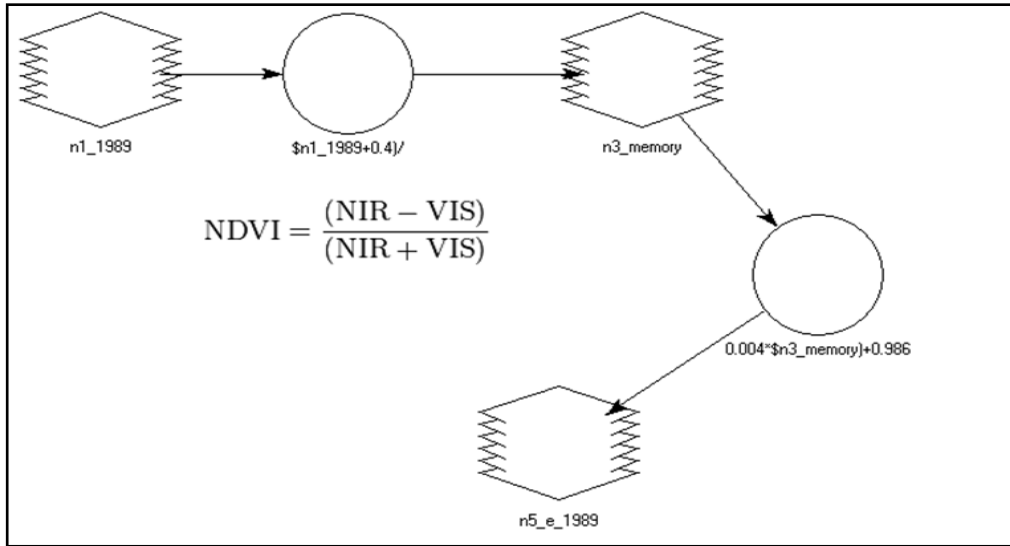 n1_1989
$n1_1989+0.4)/
n3_memory
NDVI = (NIR − VIS) / (NIR + VIS)
0.004*$n3_memory)+0.986
n5_e_1989